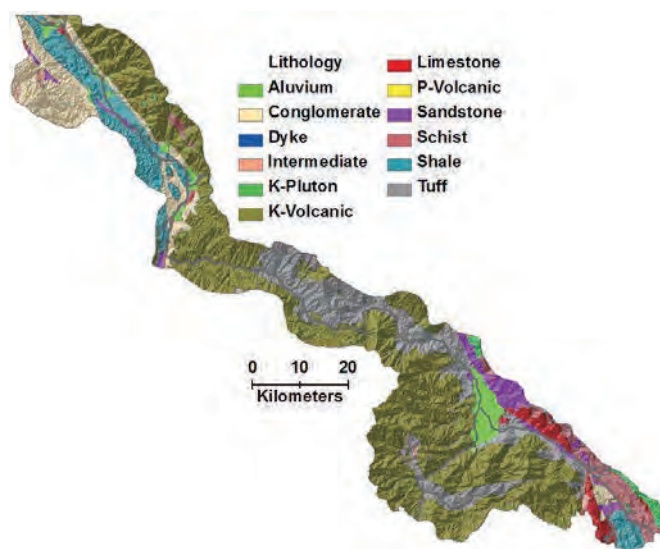 Lithology
Aluvium
Conglomerate
Dyke
Intermediate
K-Pluton
K-Volcanic
Limestone
P-Volcanic
Sandstone
Schist
Shale
Tuff
0 10 20
Kilometers